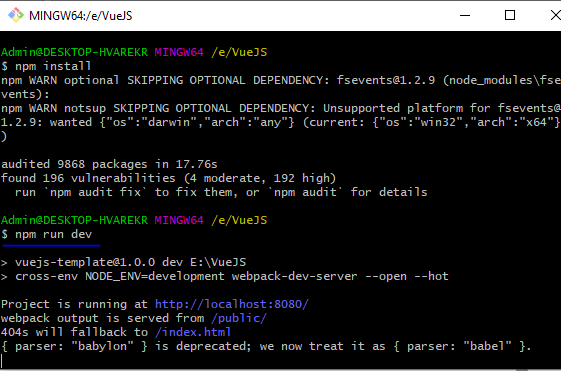 MINGW64:/e/VueJS
Admin@DESKTOP-HVAREKR MINGW64 /e/VueJS
$ npm install
npm WARN optional SKIPPING OPTIONAL DEPENDENCY: fsevents@1.2.9 (node_modules\fse
vents):
npm WARN notsup SKIPPING OPTIONAL DEPENDENCY: Unsupported platform for fsevents@
1.2.9: wanted {"os":"darwin","arch":"any"} (current: {"os":"win32","arch":"x64"}
)
audited 9868 packages in 17.76s
found 196 vulnerabilities (4 moderate, 192 high)
run `npm audit fix` to fix them, or `npm audit` for details
Admin@DESKTOP-HVAREKR MINGW64 /e/VueJS
$ npm run dev
> vuejs-template@1.0.0 dev E:\VueJS
> cross-env NODE_ENV=development webpack-dev-server --open --hot
Project is running at http://localhost:8080/
webpack output is served from /public/
404s will fallback to /index.html
{ parser: "babylon" } is deprecated; we now treat it as { parser: "babel" }.